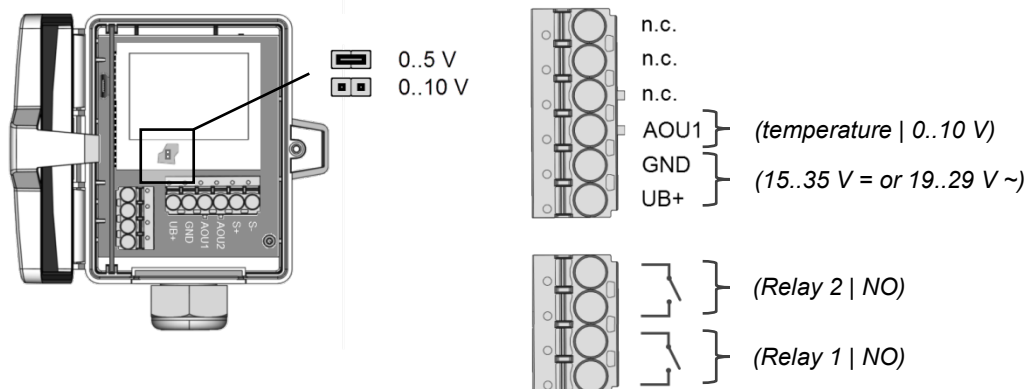 0..5 V
0..10 V
UB+
GND
AOU1
AOU2
S+
S-
n.c.
n.c.
n.c.
AOU1 (temperature | 0..10 V)
GND
(15..35 V = or 19..29 V ~)
UB+
(Relay 2 | NO)
(Relay 1 | NO)